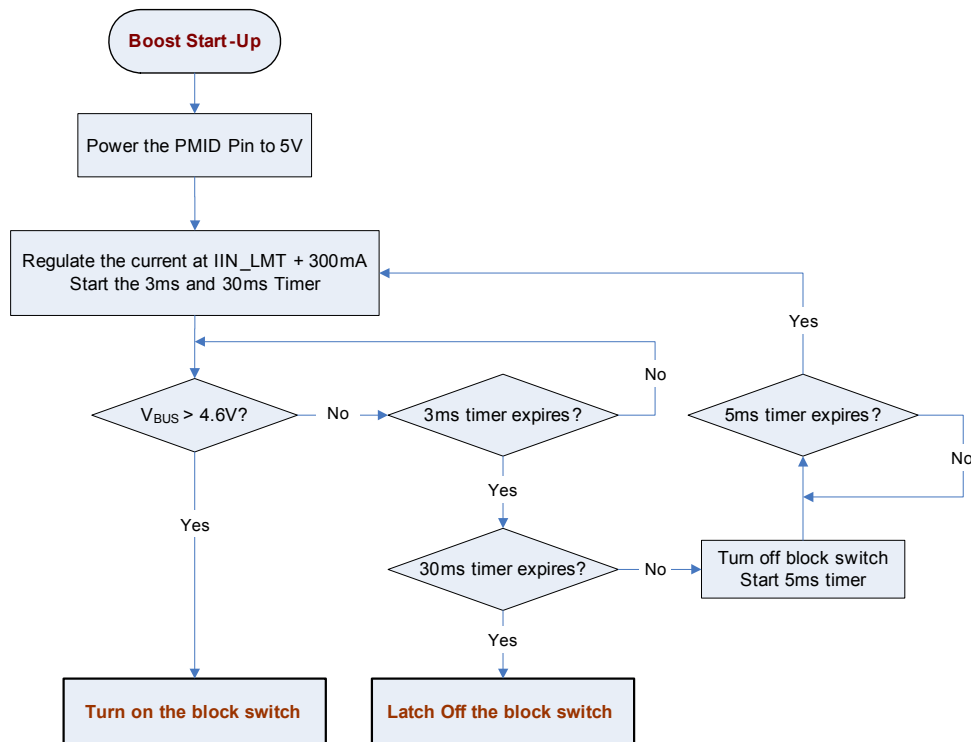 Boost Start-Up
Power the PMID Pin to 5V
Regulate the current at IIN_LMT + 300mA
Start the 3ms and 30ms Timer
Yes
No
VBUS > 4.6V?
No
3ms timer expires?
5ms timer expires?
No
Yes
Yes
30ms timer expires?
No
Turn off block switch
Start 5ms timer
Yes
Turn on the block switch
Latch Off the block switch